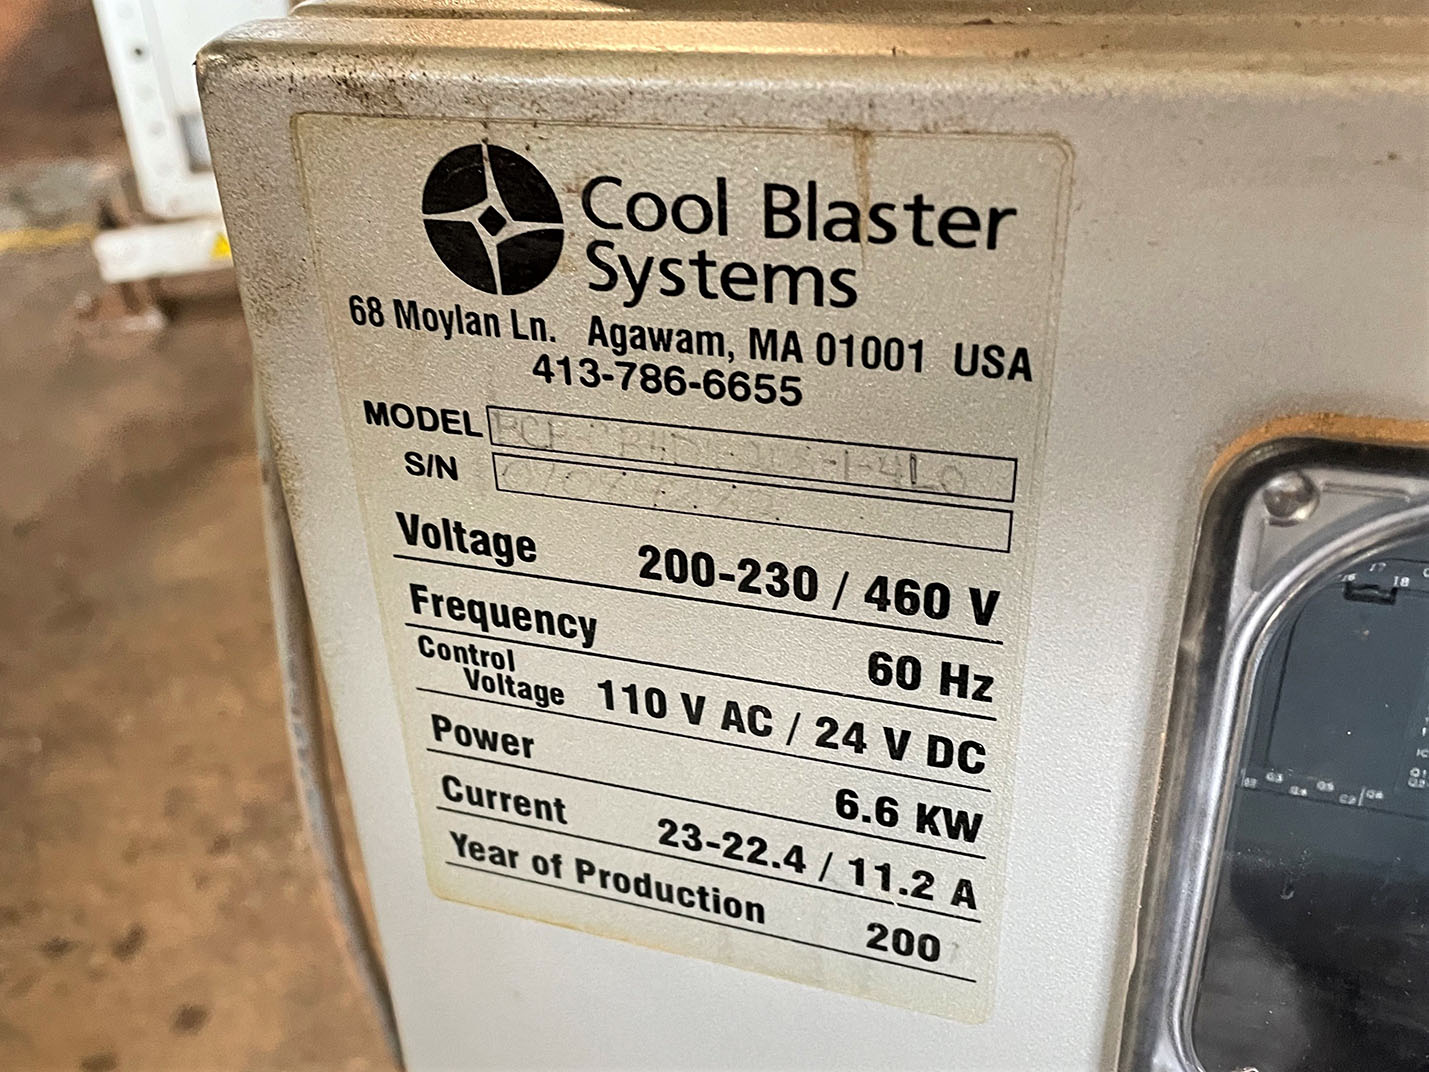 Cool Blaster
Systems
68 Moylan Ln. Agawam, MA 01001 USA
413-786-6655
MODEL
S/N
Voltage 200-230 / 460 V
Frequency 60 Hz
Control
Voltage 110 V AC / 24 V DC
Power 6.6 KW
Current 23-22.4 / 11.2 A
Year of Production 200
17
18